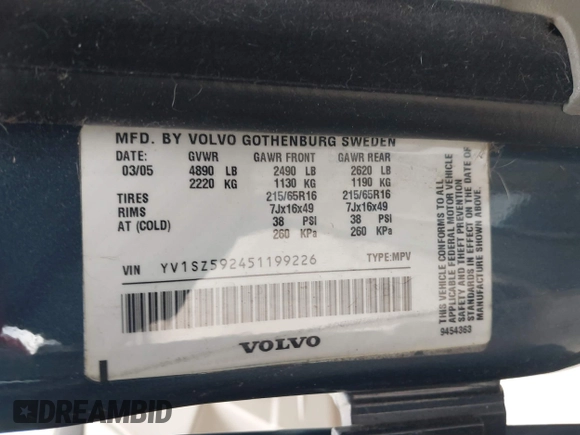 MFD. BY VOLVO GOTHENBURG SWEDEN
DATE: GVWR GAWR FRONT GAWR REAR
03/05 4890 LB 2490 LB 2620 LB
2220 KG 1130 KG 1190 KG
TIRES 215/65R16 215/65R16
RIMS 7Jx16x49 7Jx16x49
AT (COLD) 38 PSI 38 PSI
260 KPa 260 KPa
VIN YV1SZ592451199226 TYPE:MPV
VOLVO
THIS VEHICLE CONFORMS TO ALL
APPLICABLE FEDERAL MOTOR VEHICLE
SAFETY AND THEFT PREVENTION
STANDARDS IN EFFECT ON THE DATE OF
MANUFACTURE SHOWN ABOVE.
9454363
DREAMBID